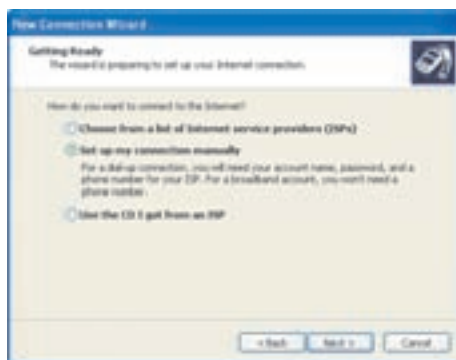 New Connection Wizard
Getting Ready
The wizard is preparing to set up your Internet connection.
How do you want to connect to the Internet?
Choose from a list of Internet service providers (ISPs)
Set up my connection manually
For a dial-up connection, you will need your account name, password, and a
phone number for your ISP. For a broadband account, you won't need a
phone number.
Use the CD I got from an ISP
< Back
Next >
Cancel